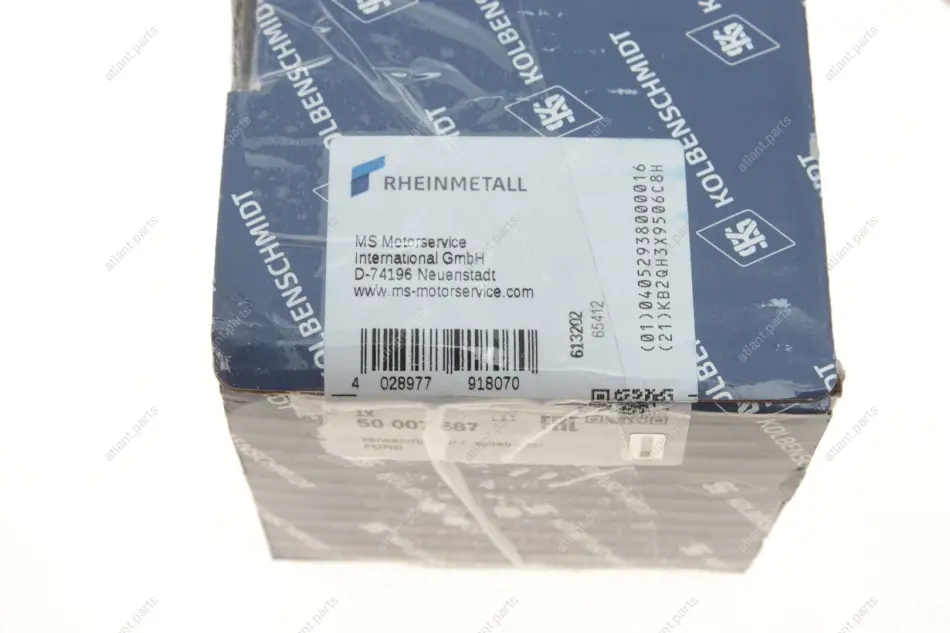 KOLBENSCHMIDT
KOLBENSCHMIDT
KOLBENSCHMIDT
KOLBENSCHMIDT
RHEINMETALL
MS Motorservice
International GmbH
D-74196 Neuenstadt
www.ms-motorservice.com
4 028977 918070
613202
65412
(01)04052938000016
(21)KB2QH3X9506C8H
1x
FORD
atlant.parts